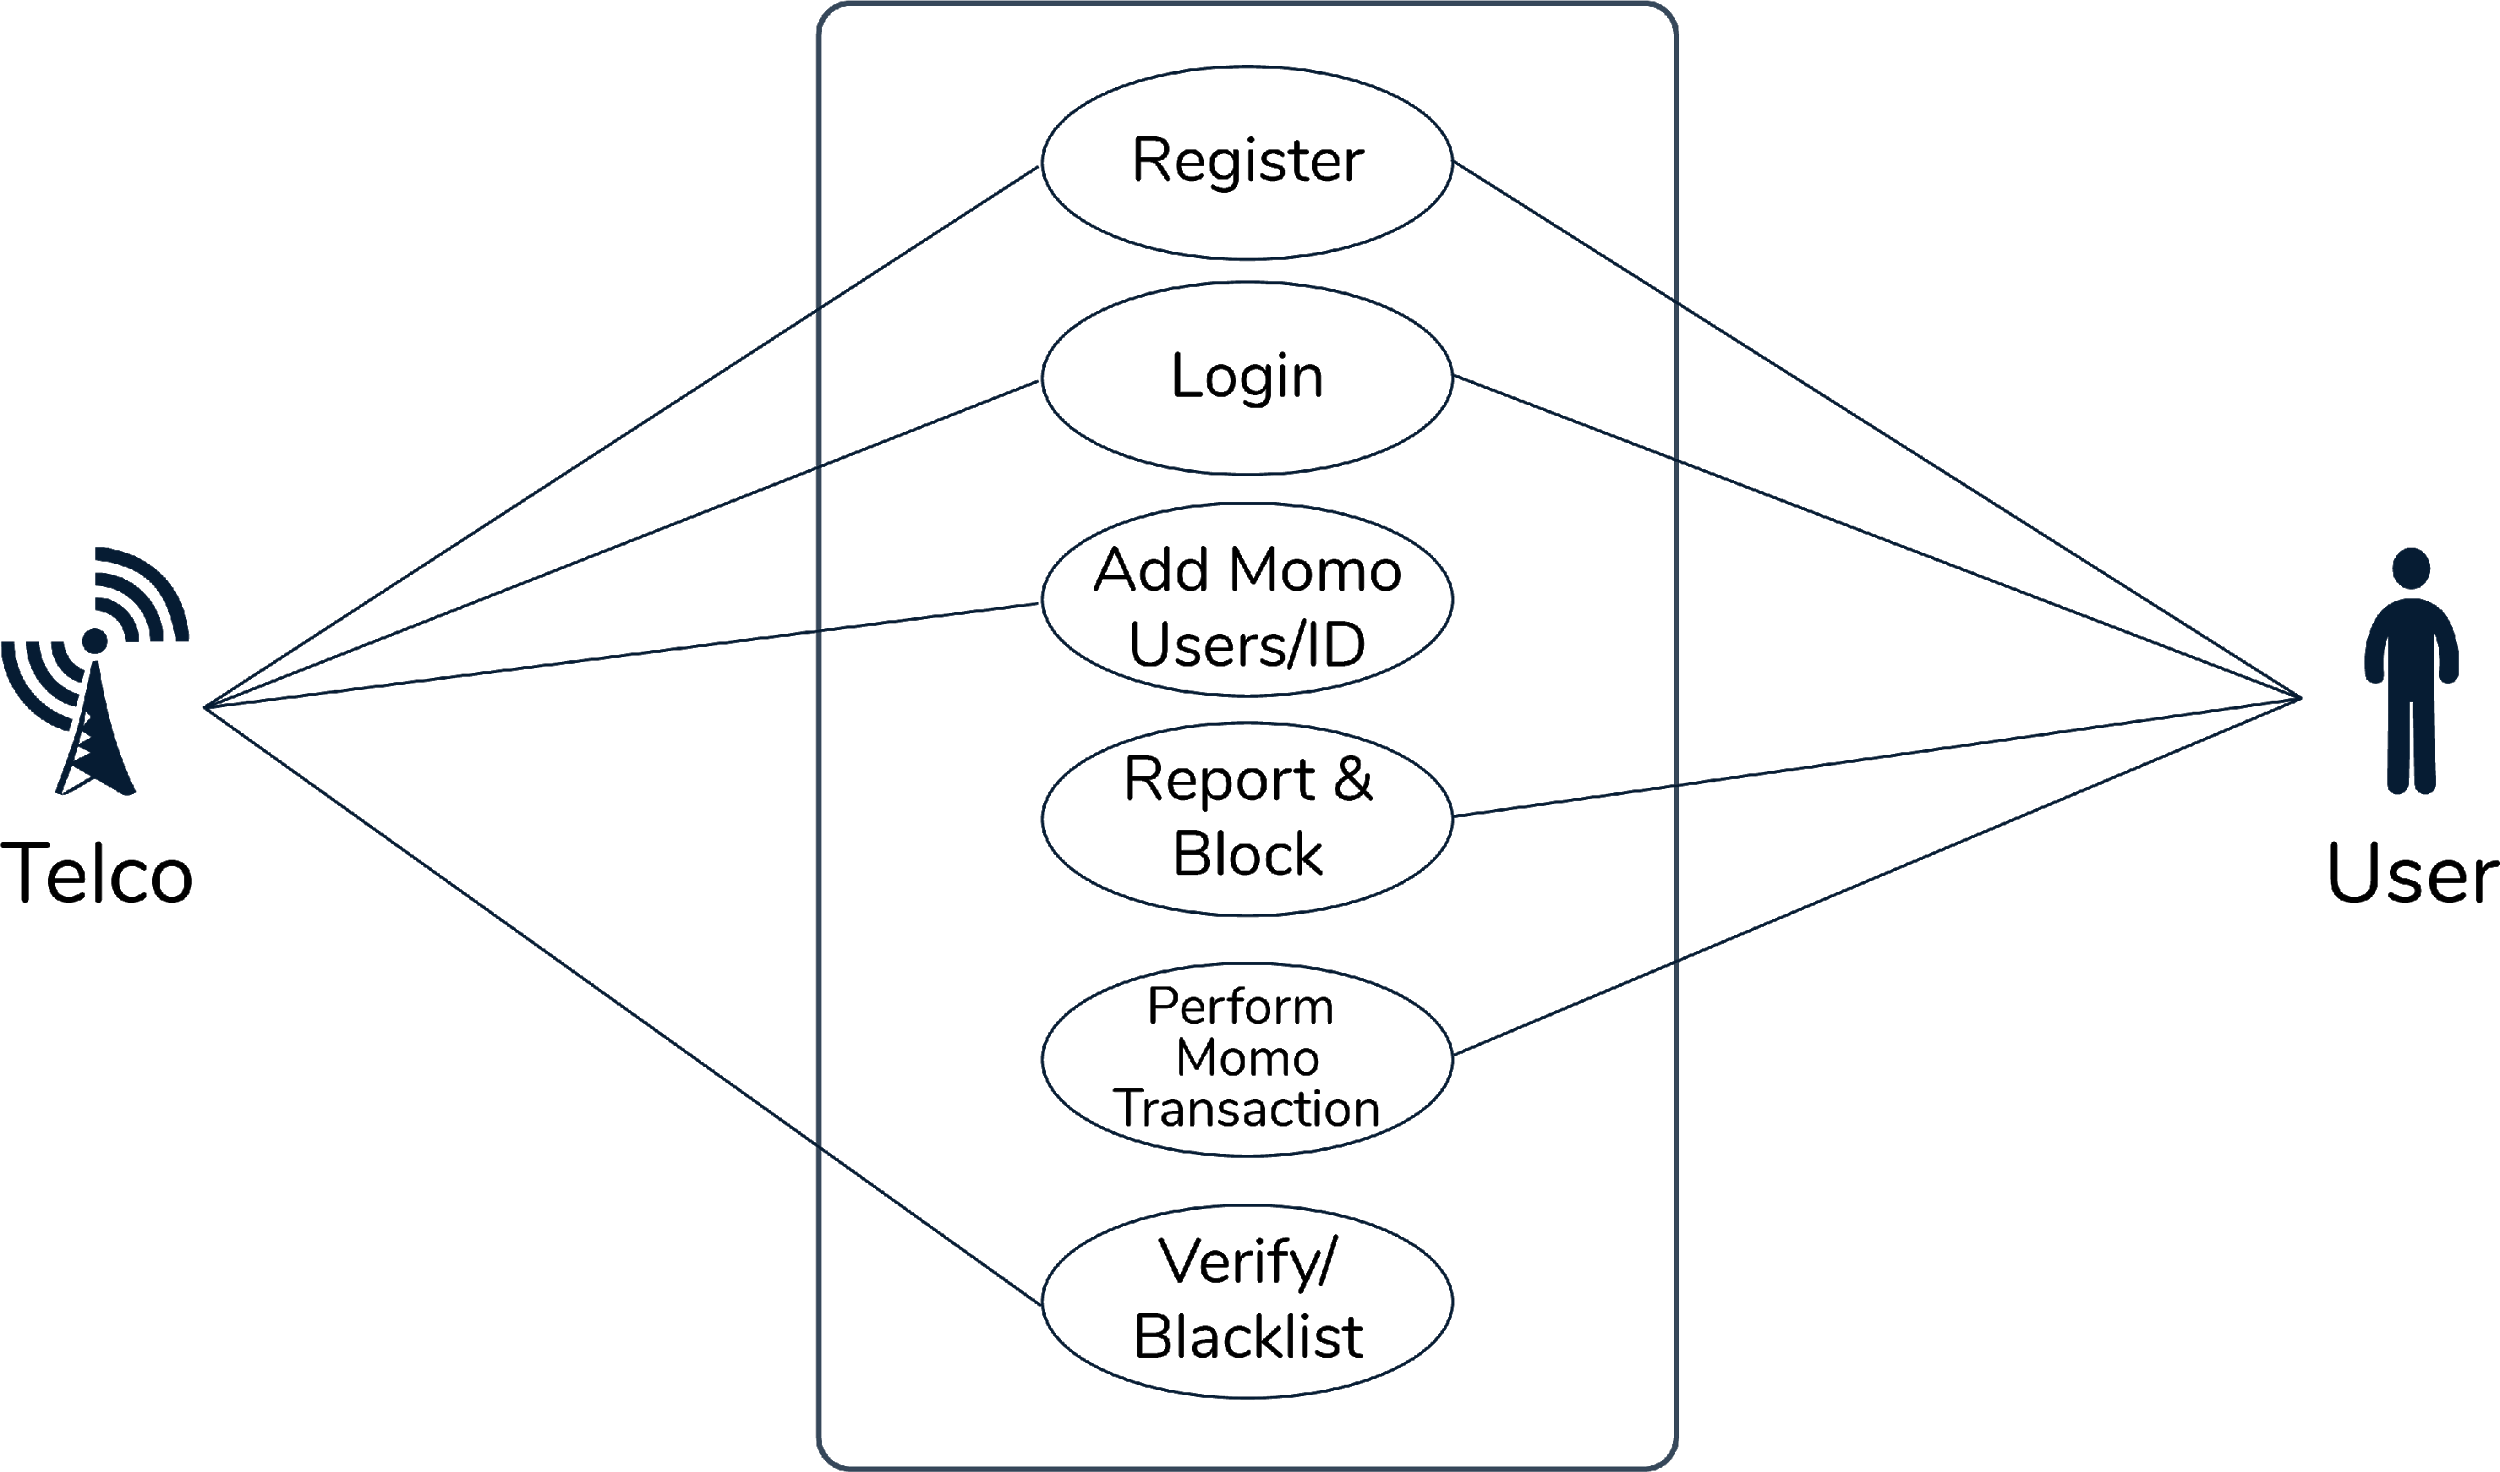 Register
Login
Add Momo
Users/ID
Report &
Block
Perform
Momo
Transaction
Verify/
Blacklist
Telco
User